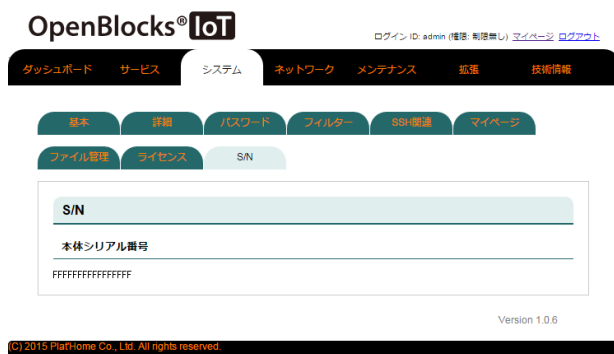 OpenBlocks® IoT
ログイン ID: admin (権限: 制限無し) マイページ ログアウト
ダッシュボード サービス システム ネットワーク メンテナンス 拡張 技術情報
基本 詳細 パスワード フィルター SSH関連 マイページ
ファイル管理 ライセンス S/N
S/N
本体シリアル番号
FFFFFFFFFFFFFFFF
Version 1.0.6
(C) 2015 Plat'Home Co., Ltd. All rights reserved.